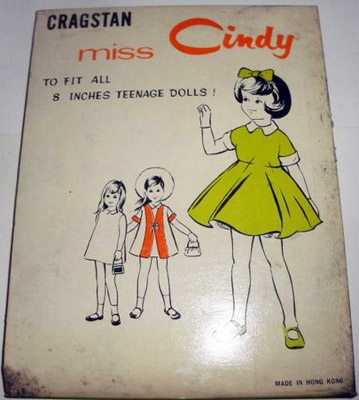 CRAGSTAN
miss Cindy
TO FIT ALL
8 INCHES TEENAGE DOLLS !
MADE IN HONG KONG